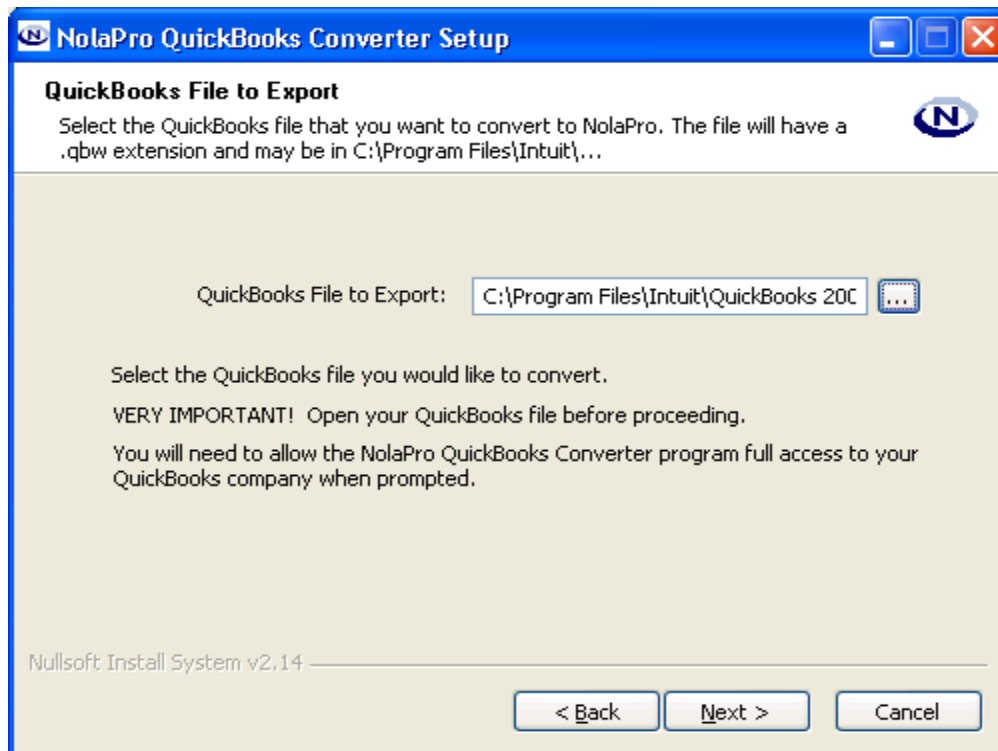 NolaPro QuickBooks Converter Setup
QuickBooks File to Export
Select the QuickBooks file that you want to convert to NolaPro. The file will have a
.qbw extension and may be in C:\Program Files\Intuit\...
N
QuickBooks File to Export: C:\Program Files\Intuit\QuickBooks 200 ...
Select the QuickBooks file you would like to convert.
VERY IMPORTANT!  Open your QuickBooks file before proceeding.
You will need to allow the NolaPro QuickBooks Converter program full access to your
QuickBooks company when prompted.
Nullsoft Install System v2.14
< Back Next > Cancel